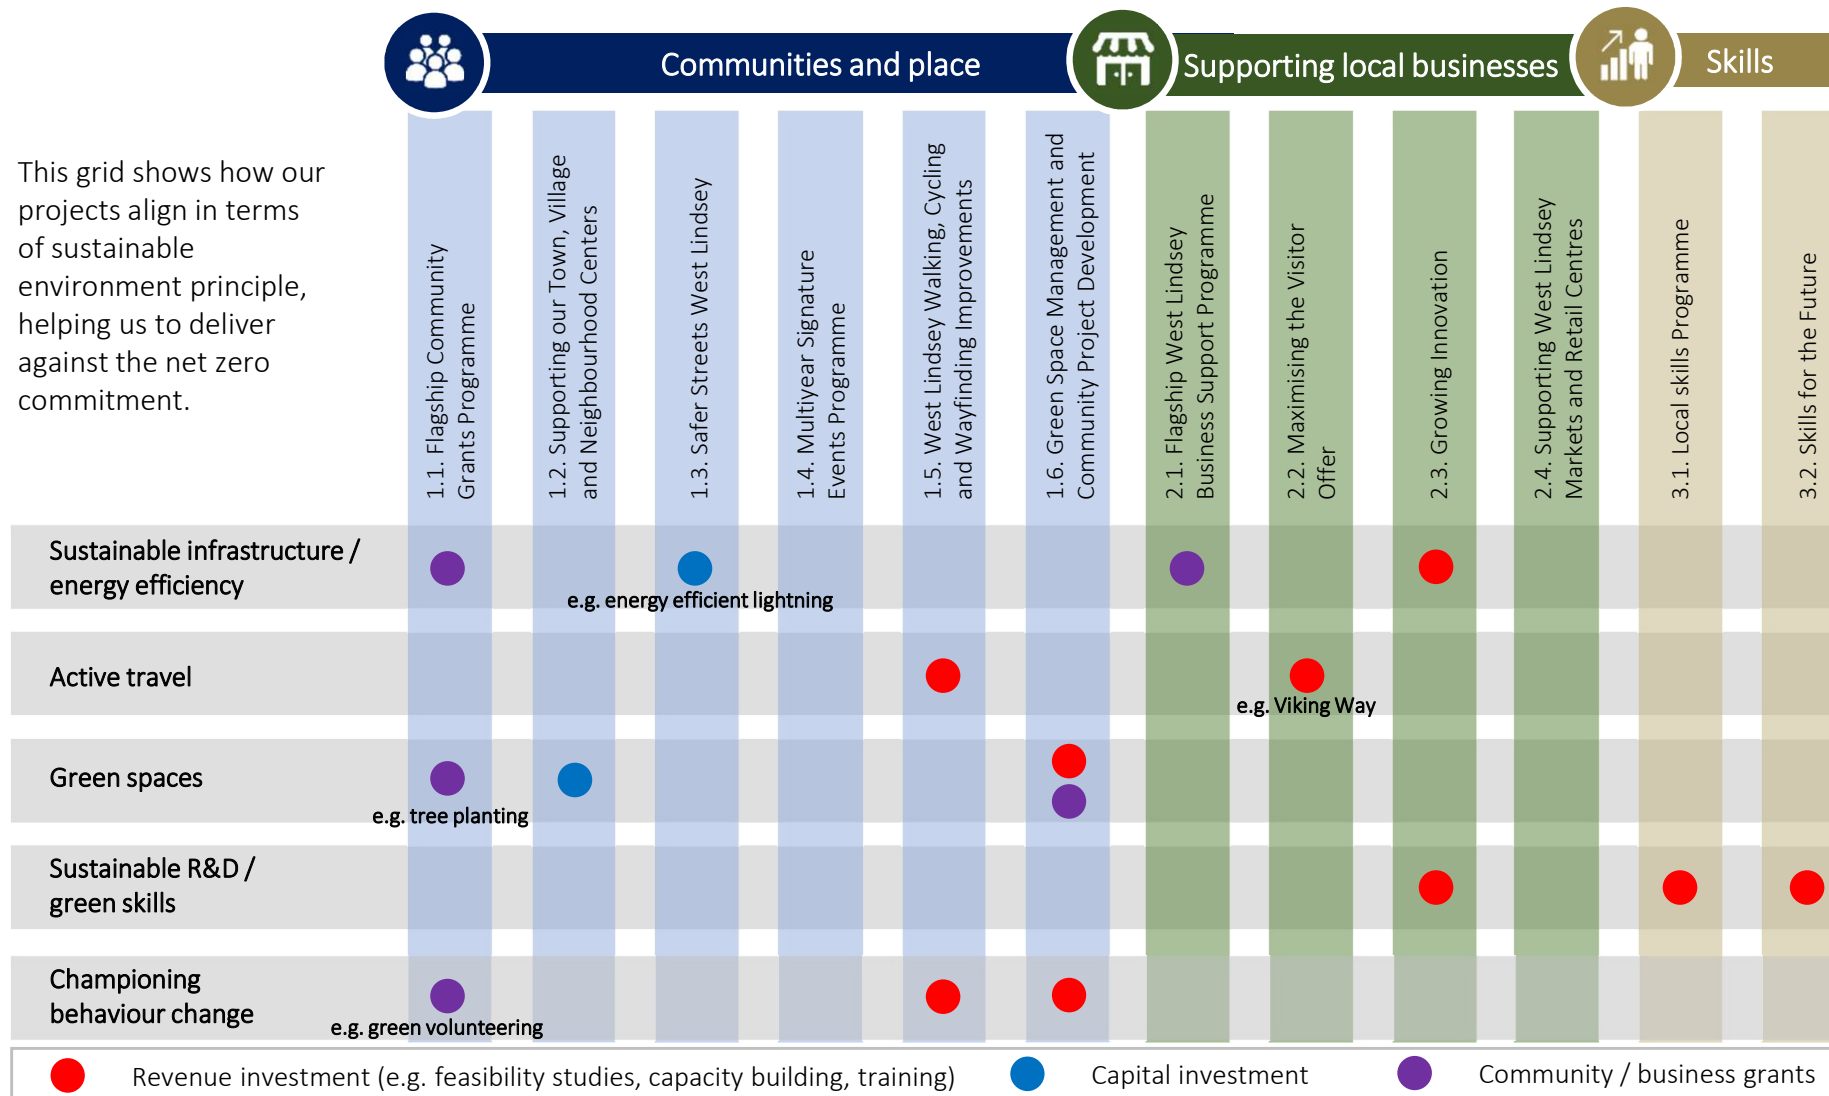 Communities and place
Supporting local businesses
Skills
This grid shows how our
projects align in terms
of sustainable
environment principle,
helping us to deliver
against the net zero
commitment.
1.1. Flagship Community
Grants Programme
1.2. Supporting our Town, Village
and Neighbourhood Centers
1.3. Safer Streets West Lindsey
1.4. Multiyear Signature
Events Programme
1.5. West Lindsey Walking, Cycling
and Wayfinding Improvements
1.6. Green Space Management and
Community Project Development
2.1. Flagship West Lindsey
Business Support Programme
2.2. Maximising the Visitor
Offer
2.3. Growing Innovation
2.4. Supporting West Lindsey
Markets and Retail Centres
3.1. Local skills Programme
3.2. Skills for the Future
Sustainable infrastructure /
energy efficiency
e.g. energy efficient lightning
Active travel
e.g. Viking Way
Green spaces
e.g. tree planting
Sustainable R&D /
green skills
Championing
behaviour change
e.g. green volunteering
Revenue investment (e.g. feasibility studies, capacity building, training)
Capital investment
Community / business grants